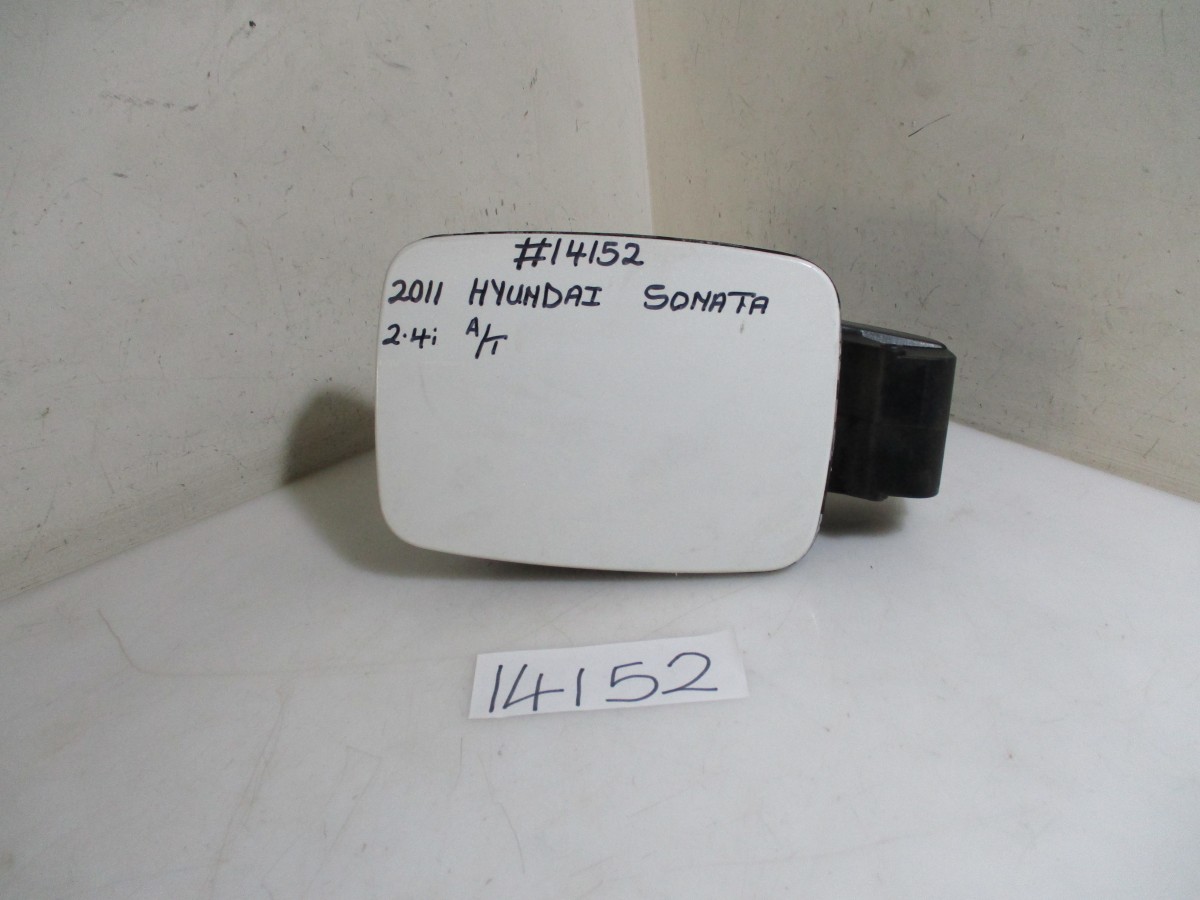 #14152
2011 HYUNDAI SONATA
2.4i A/T
14152